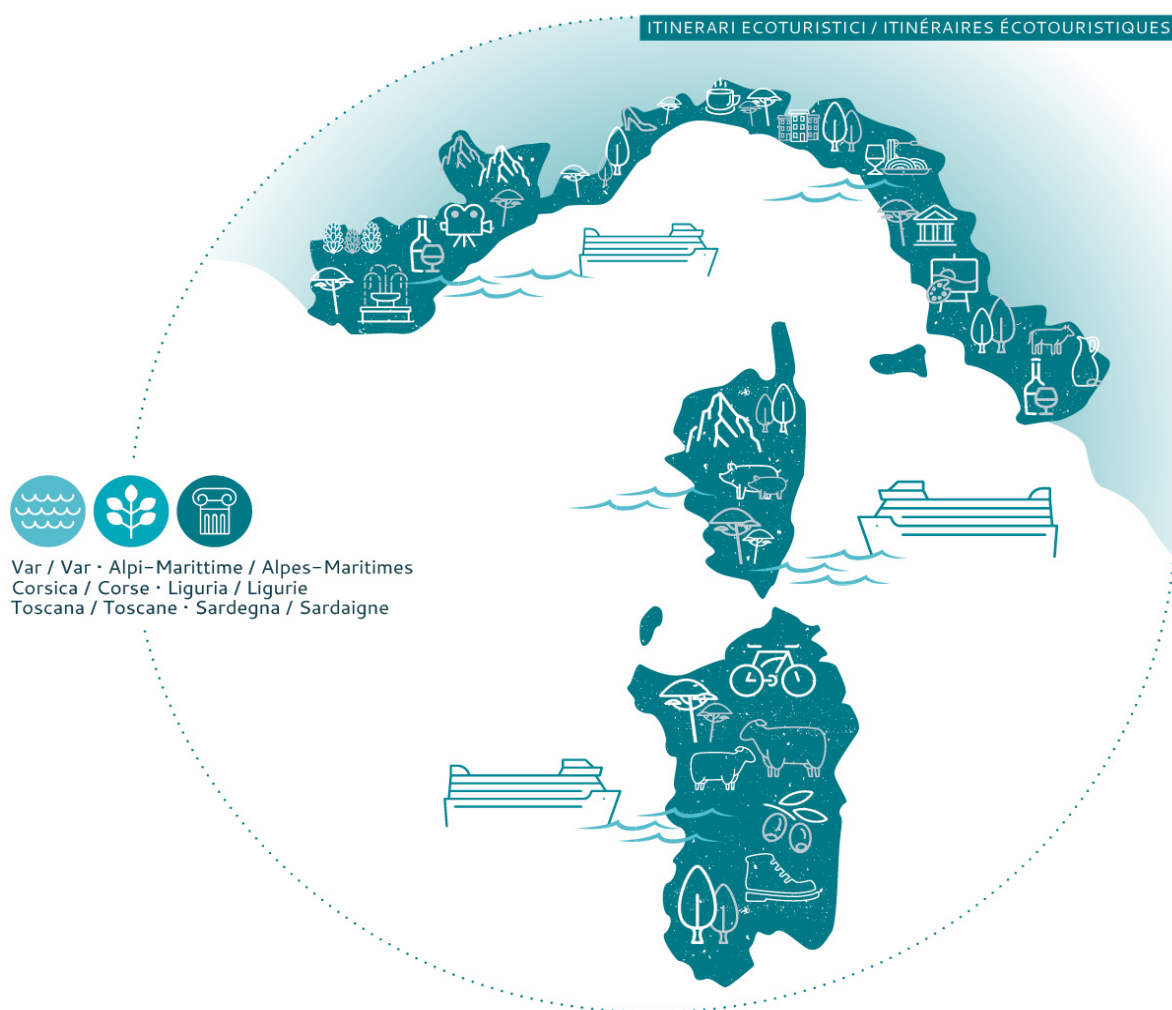 ITINERARI ECOTURISTICI / ITINÉRAIRES ÉCOTOURISTIQUES
Var / Var · Alpi-Marittime / Alpes-Maritimes
Corsica / Corse · Liguria / Ligurie
Toscana / Toscane · Sardegna / Sardaigne